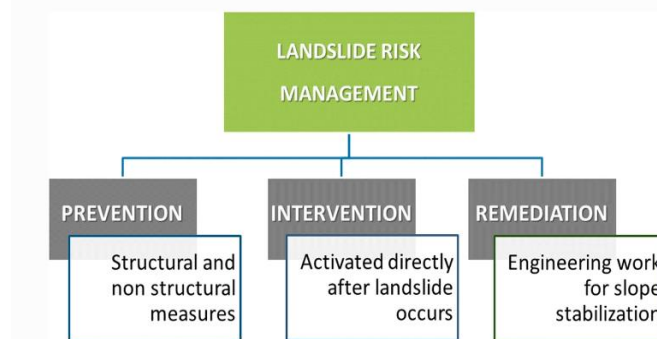 LANDSLIDE RISK
MANAGEMENT
PREVENTION
Structural and
non structural
measures
INTERVENTION
Activated directly
after landslide
occurs
REMEDIATION
Engineering work
for slope
stabilization